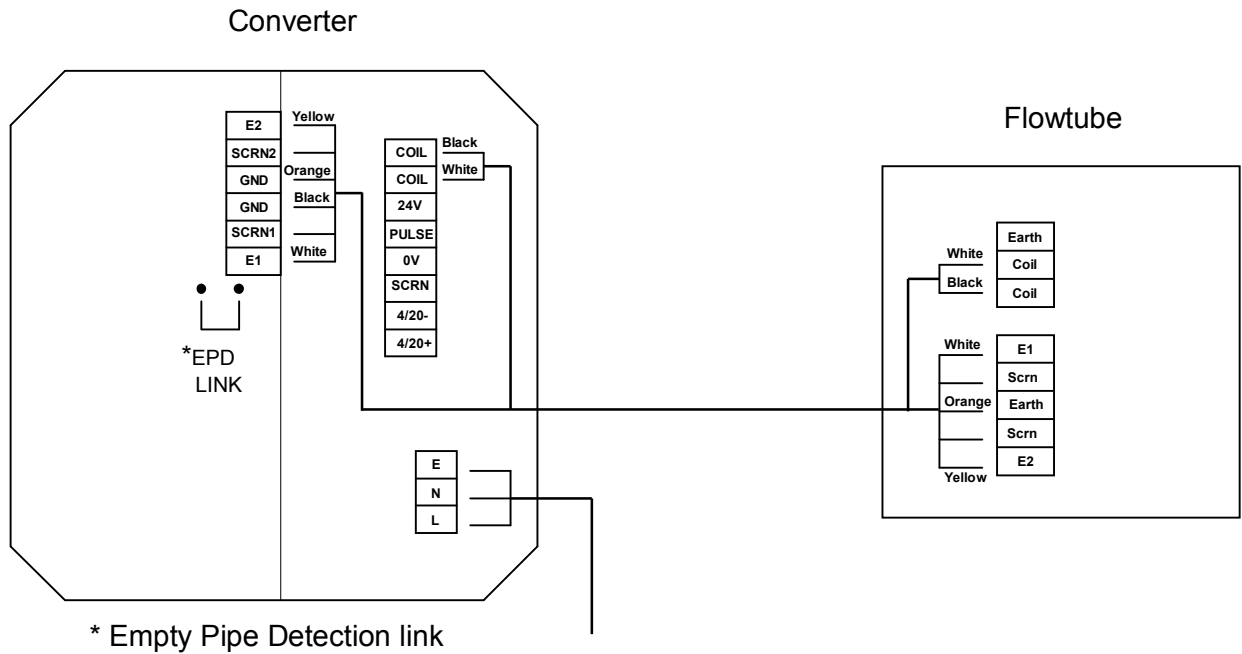 Converter
Flowtube
E2
SCRN2
GND
GND
SCRN1
E1
Yellow
Orange
Black
White
*EPD
LINK
COIL
COIL
24V
PULSE
0V
SCRN
4/20-
4/20+
Black
White
E
N
L
White
Black
Earth
Coil
Coil
White
Orange
Yellow
E1
Scrn
Earth
Scrn
E2
* Empty Pipe Detection link